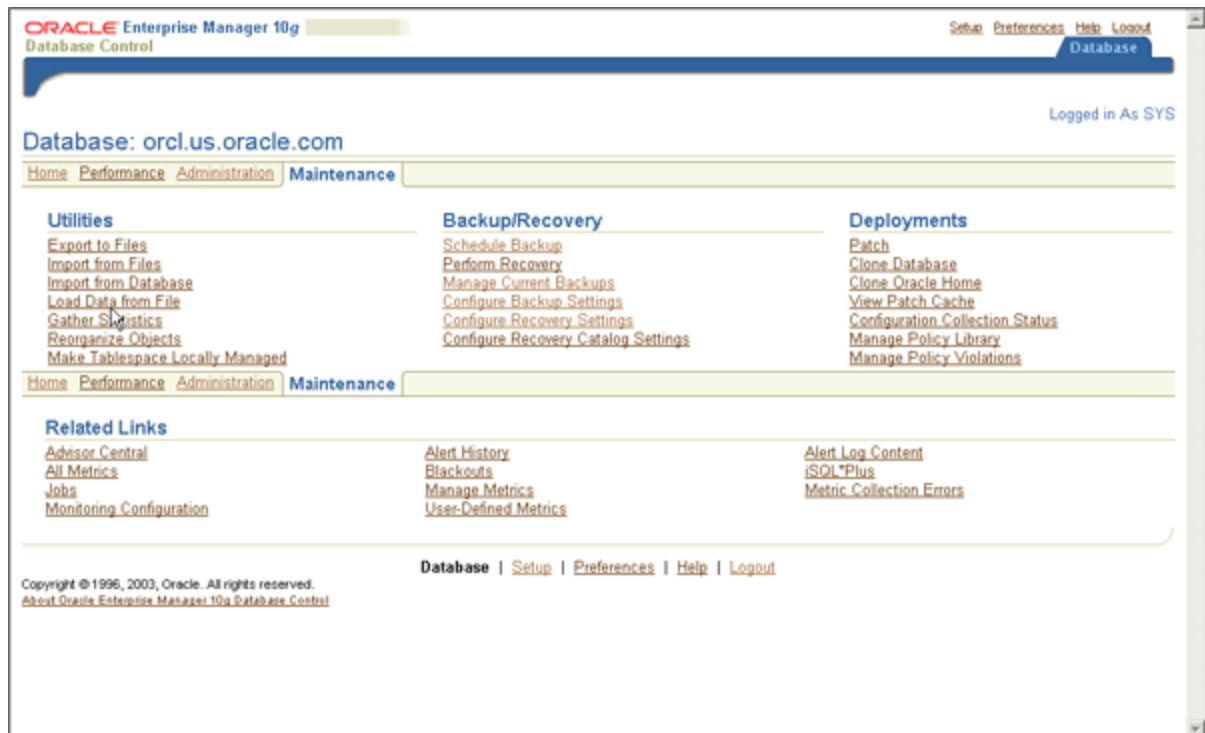 ORACLE Enterprise Manager 10g
Database Control
Setup Preferences Help Logout
Database
Logged in As SYS
Database: orcl.us.oracle.com
Home Performance Administration Maintenance
Utilities
Export to Files
Import from Files
Import from Database
Load Data from File
Gather Statistics
Reorganize Objects
Make Tablespace Locally Managed
Backup/Recovery
Schedule Backup
Perform Recovery
Manage Current Backups
Configure Backup Settings
Configure Recovery Settings
Configure Recovery Catalog Settings
Deployments
Patch
Clone Database
Clone Oracle Home
View Patch Cache
Configuration Collection Status
Manage Policy Library
Manage Policy Violations
Home Performance Administration Maintenance
Related Links
Advisor Central
All Metrics
Jobs
Monitoring Configuration
Alert History
Blackouts
Manage Metrics
User-Defined Metrics
Alert Log Content
iSQL*Plus
Metric Collection Errors
Database | Setup | Preferences | Help | Logout
Copyright © 1996, 2003, Oracle. All rights reserved.
About Oracle Enterprise Manager 10g Database Control